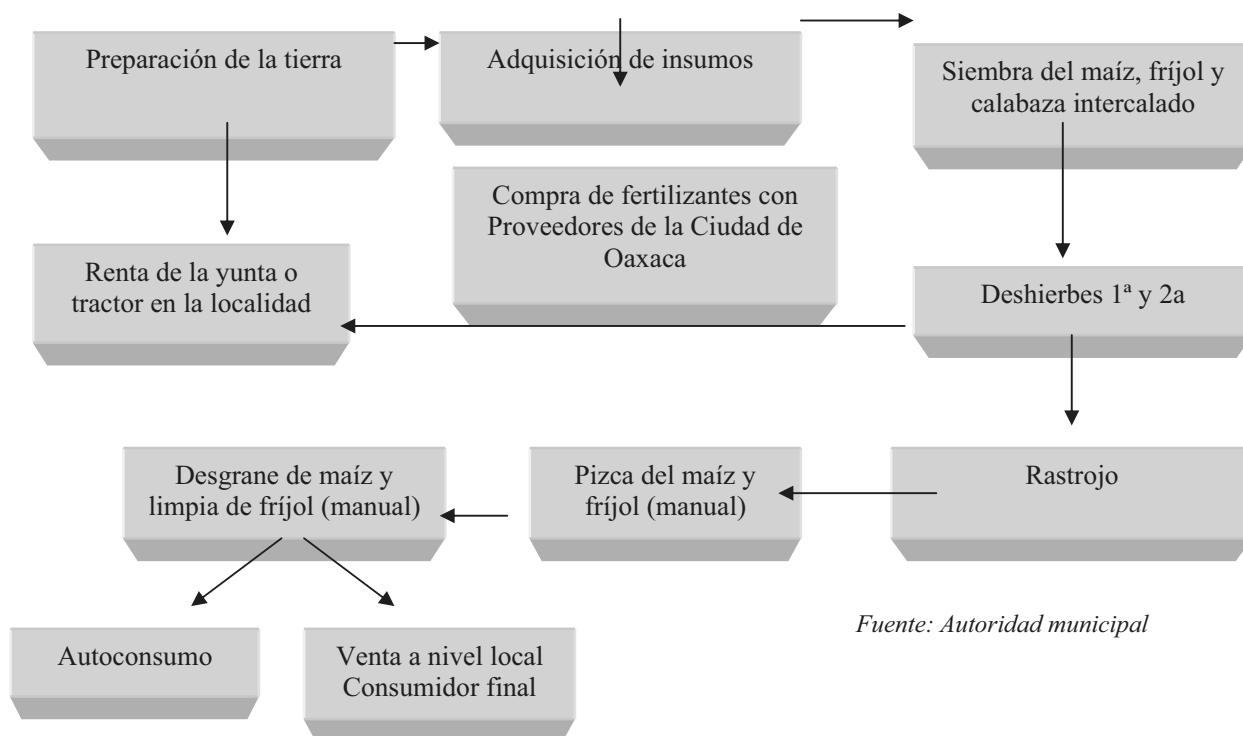 Preparación de la tierra
Adquisición de insumos
Siembra del maíz, fríjol y
calabaza intercalado
Compra de fertilizantes con
Proveedores de la Ciudad de
Oaxaca
Renta de la yunta o
tractor en la localidad
Deshierbes 1ª y 2a
Desgrane de maíz y
limpia de fríjol (manual)
Pizca del maíz y
fríjol (manual)
Rastrojo
Fuente: Autoridad municipal
Autoconsumo
Venta a nivel local
Consumidor final